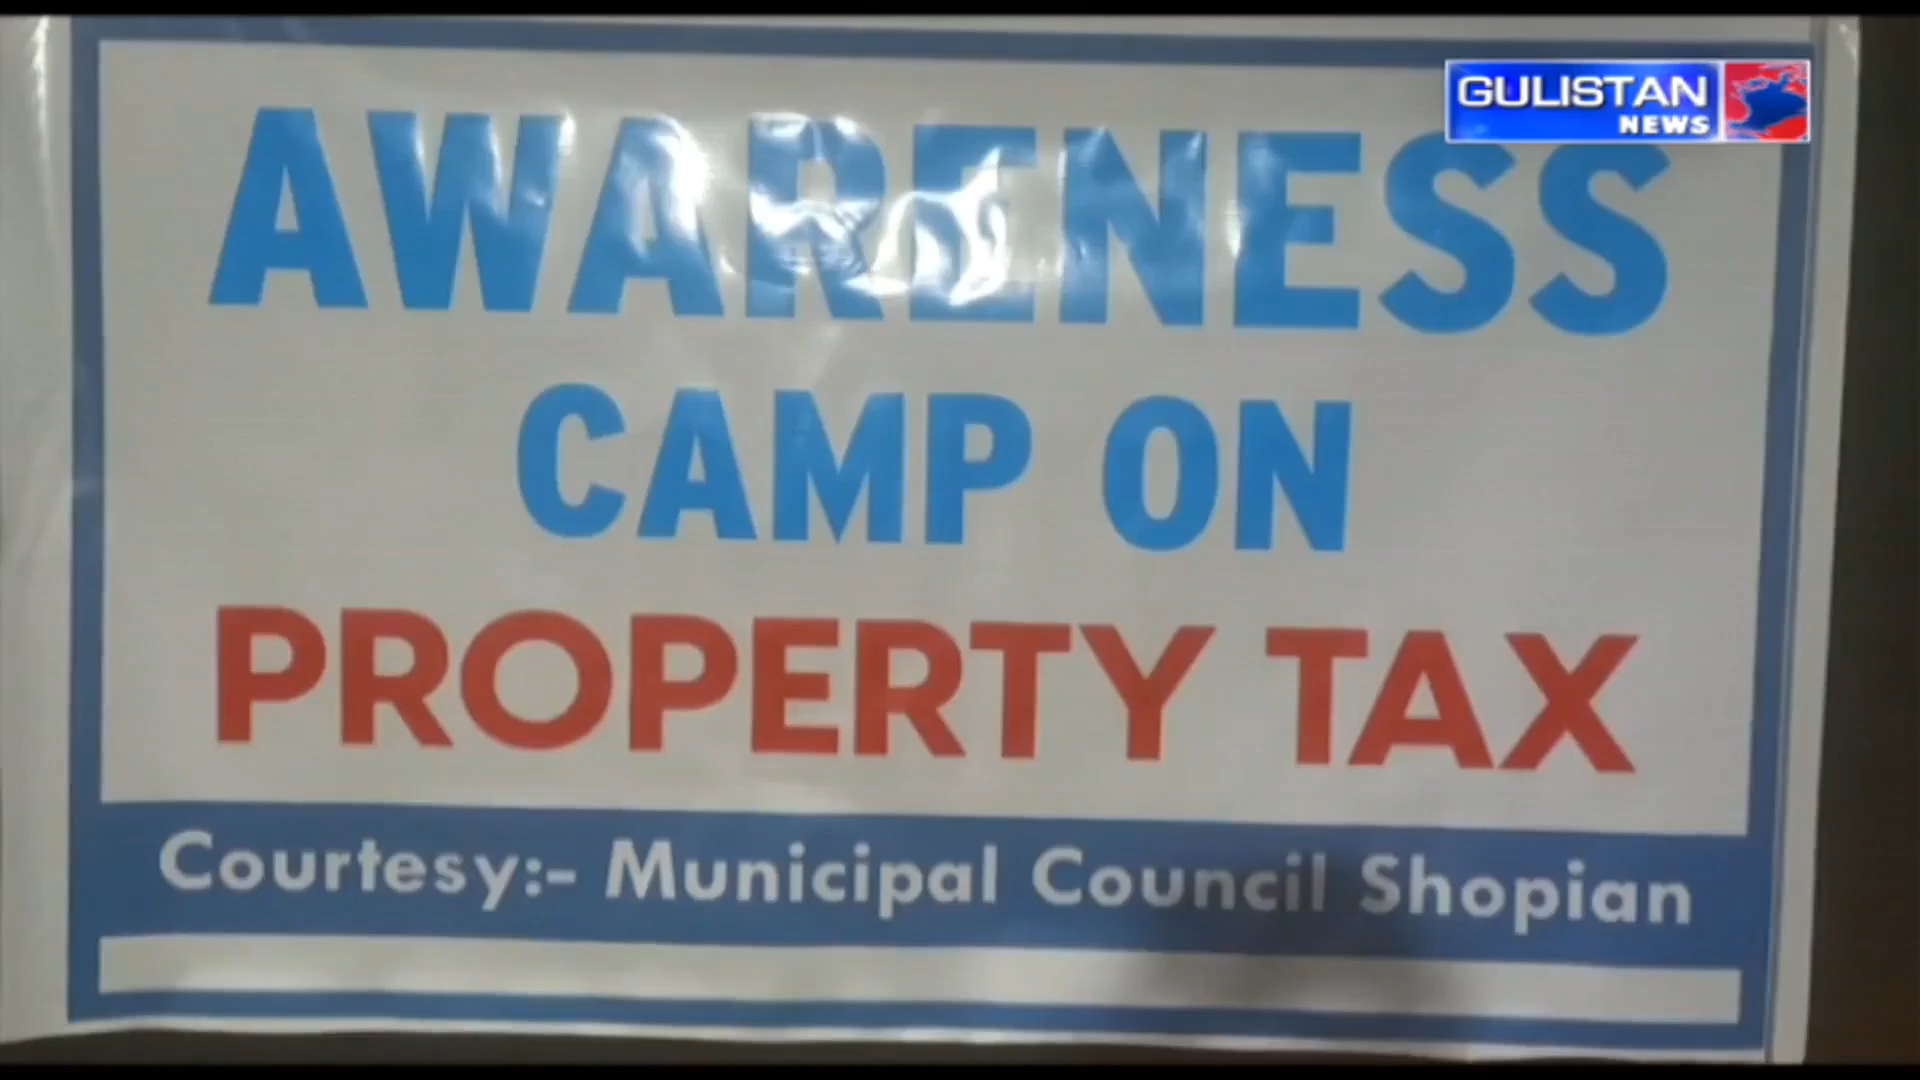 GULISTAN
NEWS
AWARENESS
CAMP ON
PROPERTY TAX
Courtesy:- Municipal Council Shopian